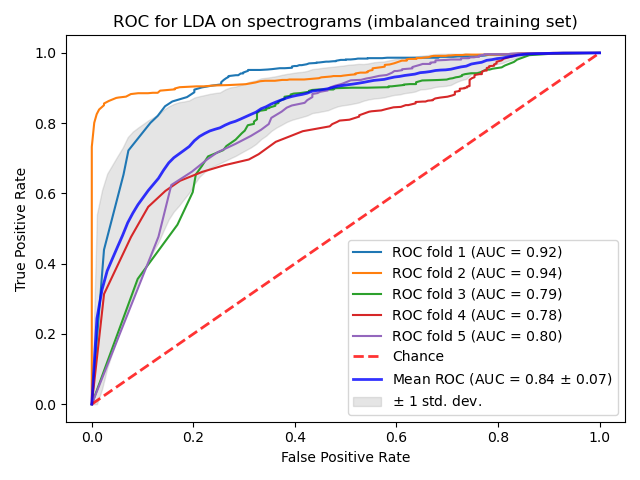 ROC for LDA on spectrograms (imbalanced training set)
True Positive Rate
1.0
0.8
0.6
0.4
0.2
0.0
ROC fold 1 (AUC = 0.92)
ROC fold 2 (AUC = 0.94)
ROC fold 3 (AUC = 0.79)
ROC fold 4 (AUC = 0.78)
ROC fold 5 (AUC = 0.80)
Chance
Mean ROC (AUC = 0.84 ± 0.07)
± 1 std. dev.
0.0 0.2 0.4 0.6 0.8 1.0
False Positive Rate